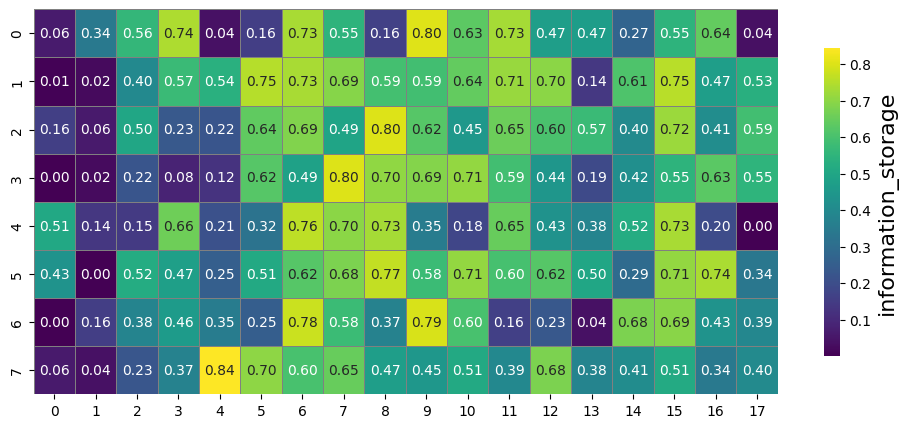 0 0.06 0.34 0.56 0.74 0.04 0.16 0.73 0.55 0.16 0.80 0.63 0.73 0.47 0.47 0.27 0.55 0.64 0.04
1 0.01 0.02 0.40 0.57 0.54 0.75 0.73 0.69 0.59 0.59 0.64 0.71 0.70 0.14 0.61 0.75 0.47 0.53
2 0.16 0.06 0.50 0.23 0.22 0.64 0.69 0.49 0.80 0.62 0.45 0.65 0.60 0.57 0.40 0.72 0.41 0.59
3 0.00 0.02 0.22 0.08 0.12 0.62 0.49 0.80 0.70 0.69 0.71 0.59 0.44 0.19 0.42 0.55 0.63 0.55
4 0.51 0.14 0.15 0.66 0.21 0.32 0.76 0.70 0.73 0.35 0.18 0.65 0.43 0.38 0.52 0.73 0.20 0.00
5 0.43 0.00 0.52 0.47 0.25 0.51 0.62 0.68 0.77 0.58 0.71 0.60 0.62 0.50 0.29 0.71 0.74 0.34
6 0.00 0.16 0.38 0.46 0.35 0.25 0.78 0.58 0.37 0.79 0.60 0.16 0.23 0.04 0.68 0.69 0.43 0.39
7 0.06 0.04 0.23 0.37 0.84 0.70 0.60 0.65 0.47 0.45 0.51 0.39 0.68 0.38 0.41 0.51 0.34 0.40
0 1 2 3 4 5 6 7 8 9 10 11 12 13 14 15 16 17
0.8
0.7
0.6
0.5
0.4
0.3
0.2
0.1
information_storage